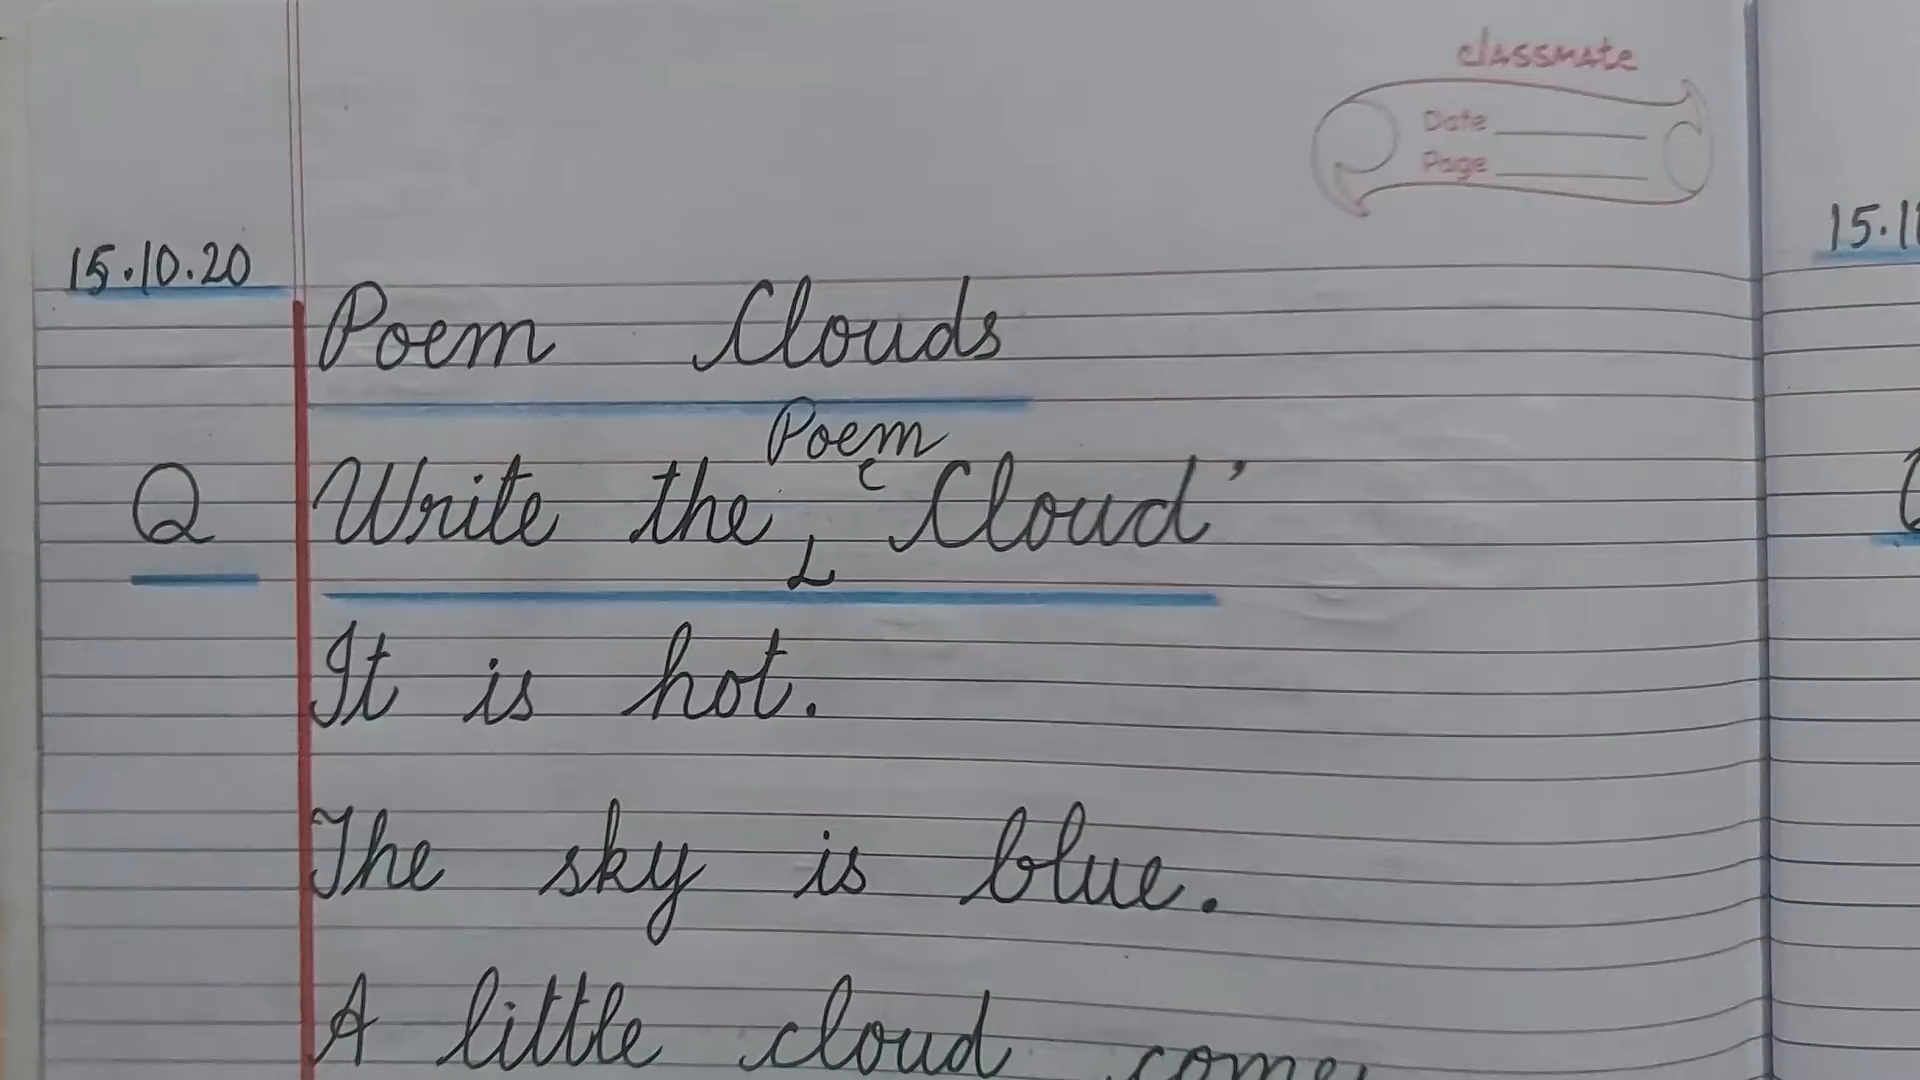 classmate
Date
Page
15.10.20
Poem Clouds
Poem
Q Write the 'Cloud'
It is hot.
The sky is blue.
A little cloud